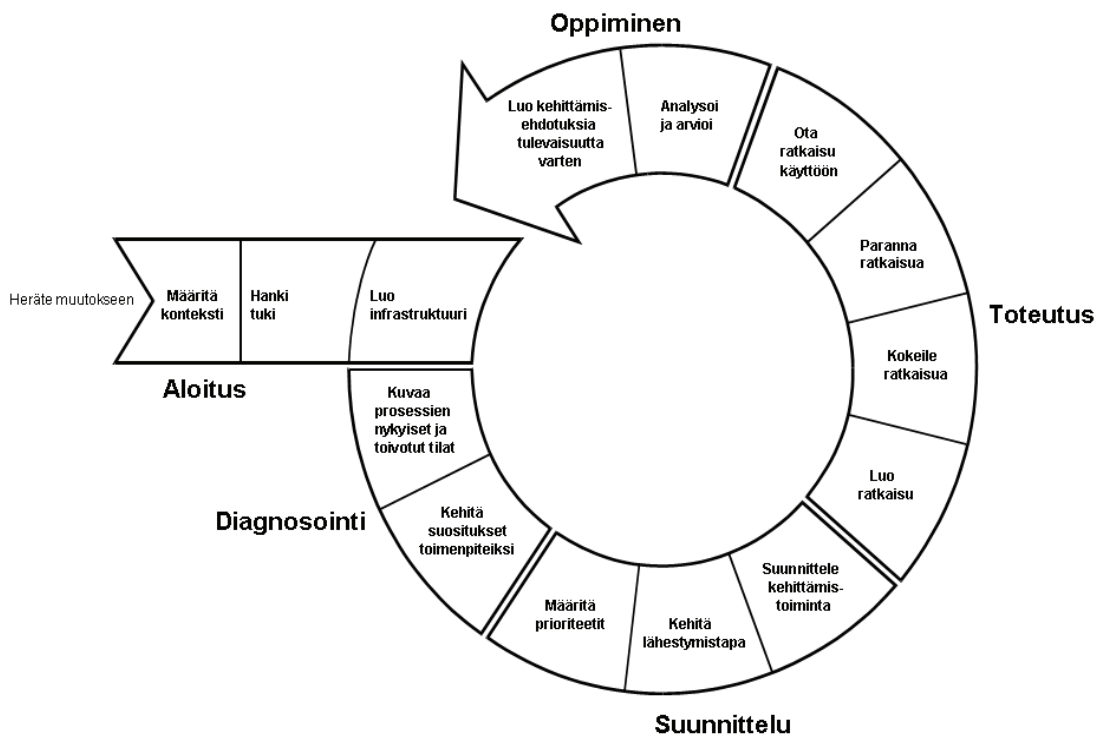 Oppiminen
Luo kehittämis-
ehdotuksia
tulevaisuutta
varten
Analysoi
ja arvioi
Ota
ratkaisu
käyttöön
Paranna
ratkaisua
Heräte muutokseen
Määritä
konteksti
Hanki
tuki
Luo
infrastruktuuri
Toteutus
Kokeile
ratkaisua
Aloitus
Kuvaa
prosessien
nykyiset ja
toivotut tilat
Luo
ratkaisu
Diagnosointi
Kehitä
suositukset
toimenpiteiksi
Määritä
prioriteetit
Kehitä
lähestymistapa
Suunnittele
kehittämis-
toiminta
Suunnittelu